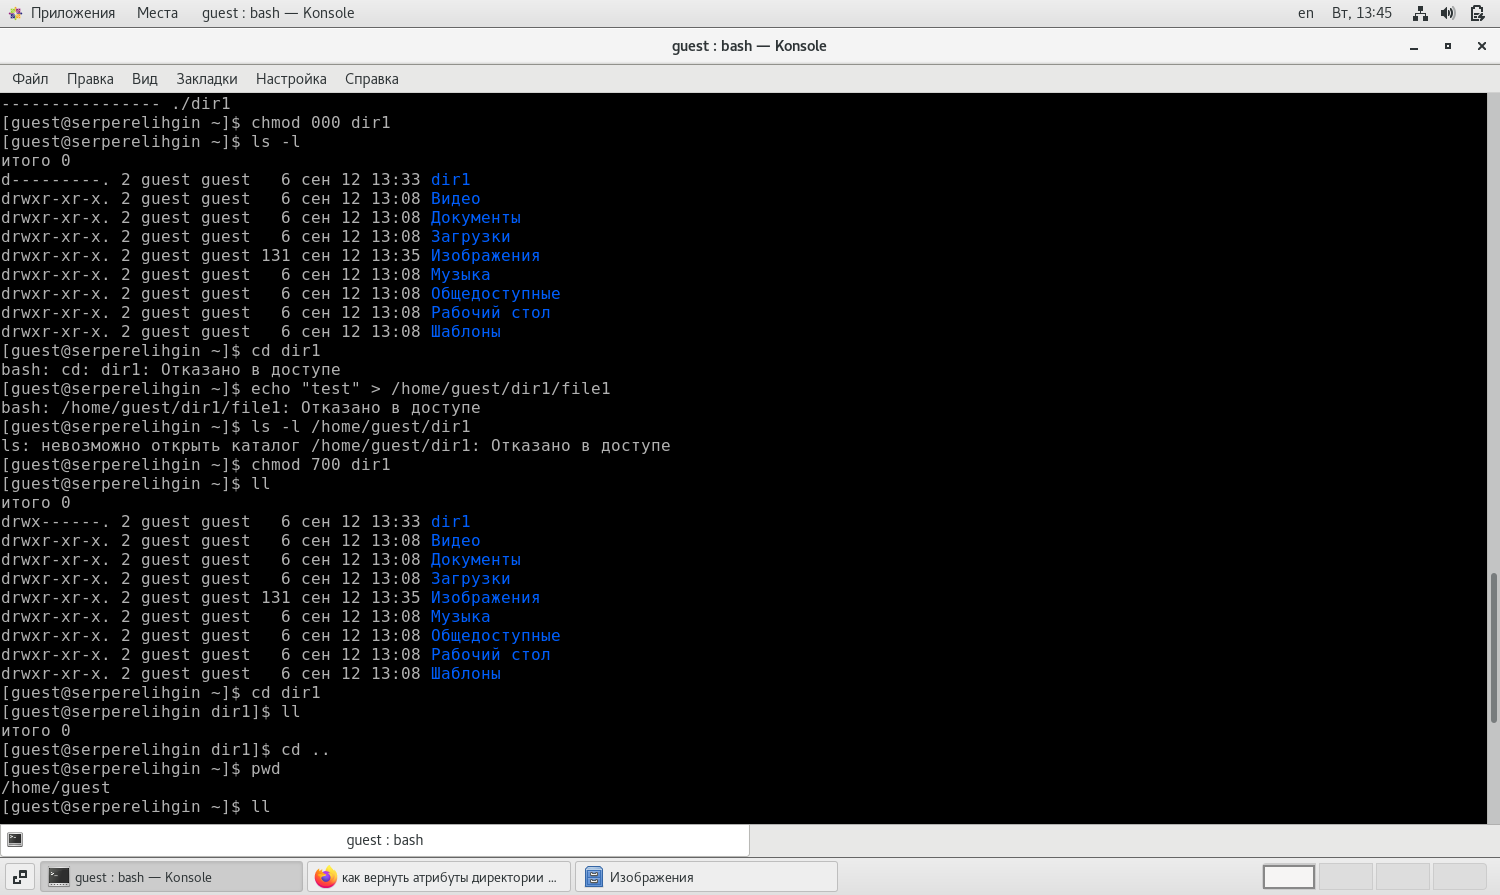 Приложения Места guest : bash — Konsole en Вт, 13:45
guest : bash — Konsole
Файл Правка Вид Закладки Настройка Справка
---------------- ./dir1
[guest@serperelihgin ~]$ chmod 000 dir1
[guest@serperelihgin ~]$ ls -l
итого 0
d---------. 2 guest guest   6 сен 12 13:33 dir1
drwxr-xr-x. 2 guest guest   6 сен 12 13:08 Видео
drwxr-xr-x. 2 guest guest   6 сен 12 13:08 Документы
drwxr-xr-x. 2 guest guest   6 сен 12 13:08 Загрузки
drwxr-xr-x. 2 guest guest 131 сен 12 13:35 Изображения
drwxr-xr-x. 2 guest guest   6 сен 12 13:08 Музыка
drwxr-xr-x. 2 guest guest   6 сен 12 13:08 Общедоступные
drwxr-xr-x. 2 guest guest   6 сен 12 13:08 Рабочий стол
drwxr-xr-x. 2 guest guest   6 сен 12 13:08 Шаблоны
[guest@serperelihgin ~]$ cd dir1
bash: cd: dir1: Отказано в доступе
[guest@serperelihgin ~]$ echo "test" > /home/guest/dir1/file1
bash: /home/guest/dir1/file1: Отказано в доступе
[guest@serperelihgin ~]$ ls -l /home/guest/dir1
ls: невозможно открыть каталог /home/guest/dir1: Отказано в доступе
[guest@serperelihgin ~]$ chmod 700 dir1
[guest@serperelihgin ~]$ ll
итого 0
drwx------. 2 guest guest   6 сен 12 13:33 dir1
drwxr-xr-x. 2 guest guest   6 сен 12 13:08 Видео
drwxr-xr-x. 2 guest guest   6 сен 12 13:08 Документы
drwxr-xr-x. 2 guest guest   6 сен 12 13:08 Загрузки
drwxr-xr-x. 2 guest guest 131 сен 12 13:35 Изображения
drwxr-xr-x. 2 guest guest   6 сен 12 13:08 Музыка
drwxr-xr-x. 2 guest guest   6 сен 12 13:08 Общедоступные
drwxr-xr-x. 2 guest guest   6 сен 12 13:08 Рабочий стол
drwxr-xr-x. 2 guest guest   6 сен 12 13:08 Шаблоны
[guest@serperelihgin ~]$ cd dir1
[guest@serperelihgin dir1]$ ll
итого 0
[guest@serperelihgin dir1]$ cd ..
[guest@serperelihgin ~]$ pwd
/home/guest
[guest@serperelihgin ~]$ ll
guest : bash
guest : bash — Konsole как вернуть атрибуты директории ... Изображения